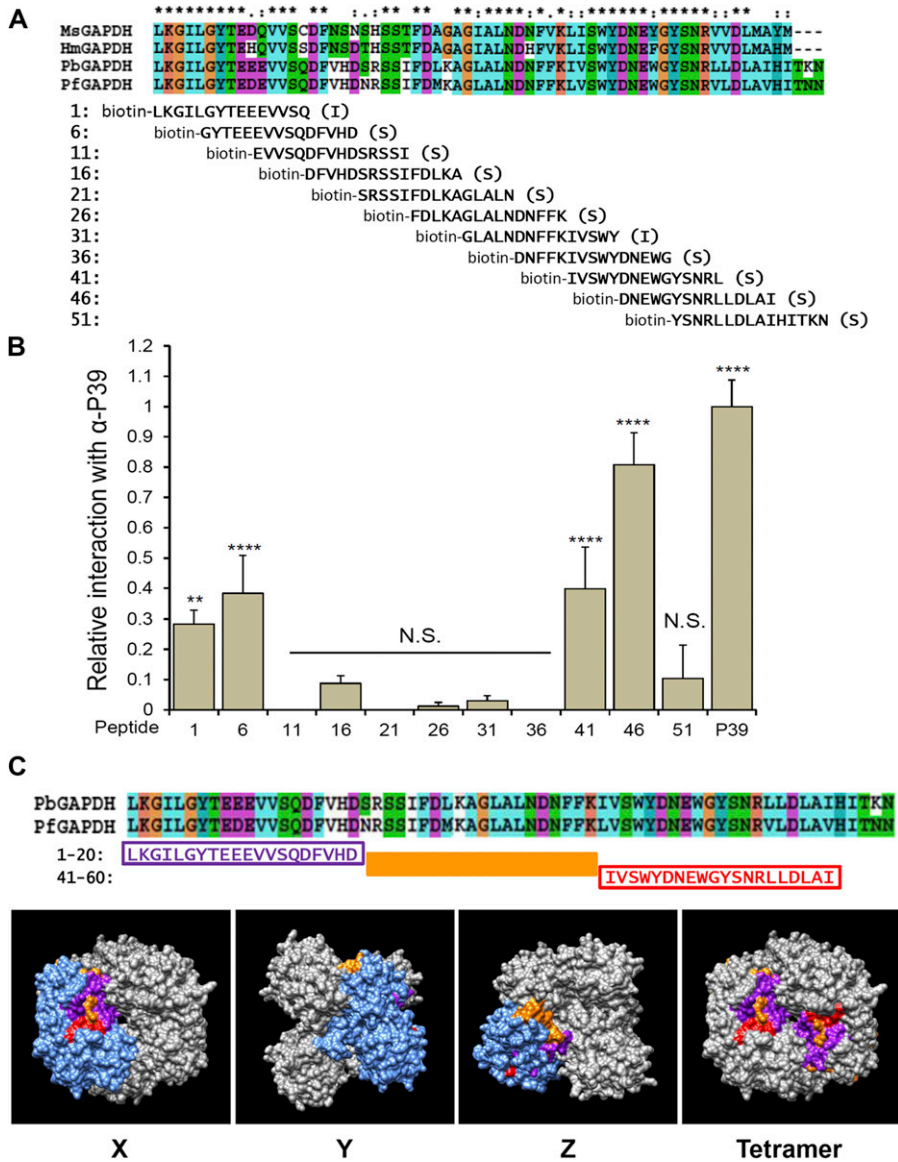 A
MsGAPDH LKGILGYTEDQVVSCDFNSNSHSSTFDAGAGIALNDNFVKLISWYDNEYGYSNRVVDLMAYM---
HmGAPDH LKGILGYTEHQVVSSDFNSDTHSSTFDAGAGIALNDHFVKLISWYDNEFGYSNRVVDLMAHM---
PbGAPDH LKGILGYTEEEVVSQDFVHDSRSSIFDLKAGLALNDNFFKIVSWYDNEWGYSNRLLDLAIHITKN
PfGAPDH LKGILGYTEDEVVSQDFVHDNRSSIFDMKAGLALNDNFFKIVSWYDNEWGYSNRVLDLAVHITNN
1: biotin-LKGILGYTEEEVVSQ (I)
6: biotin-GYTEEEVVSQDFVHD (S)
11: biotin-EVVSQDFVHDSRSSI (S)
16: biotin-DFVHDSRSSIFDLKA (S)
21: biotin-SRSSIFDLKAGLALN (S)
26: biotin-FDLKAGLALNDNFFK (S)
31: biotin-GLALNDNFFKIVSWY (I)
36: biotin-DNFFKIVSWYDNEWG (S)
41: biotin-IVSWYDNEWGYSNRL (S)
46: biotin-DNEWGYSNRLLDLAI (S)
51: biotin-YSNRLLDLAIHITKN (S)
B
Relative interaction with α-P39
1.2
1.1
1
0.9
0.8
0.7
0.6
0.5
0.4
0.3
0.2
0.1
0
** **** N.S. **** **** N.S. ****
Peptide 1 6 11 16 21 26 31 36 41 46 51 P39
C
PbGAPDH LKGILGYTEEEVVSQDFVHDSRSSIFDLKAGLALNDNFFKIVSWYDNEWGYSNRLLDLAIHITKN
PfGAPDH LKGILGYTEDEVVSQDFVHDNRSSIFDMKAGLALNDNFFKIVSWYDNEWGYSNRVLDLAVHITNN
1-20: LKGILGYTEEEVVSQDFVHD
41-60: IVSWYDNEWGYSNRLLDLAI
X Y Z Tetramer